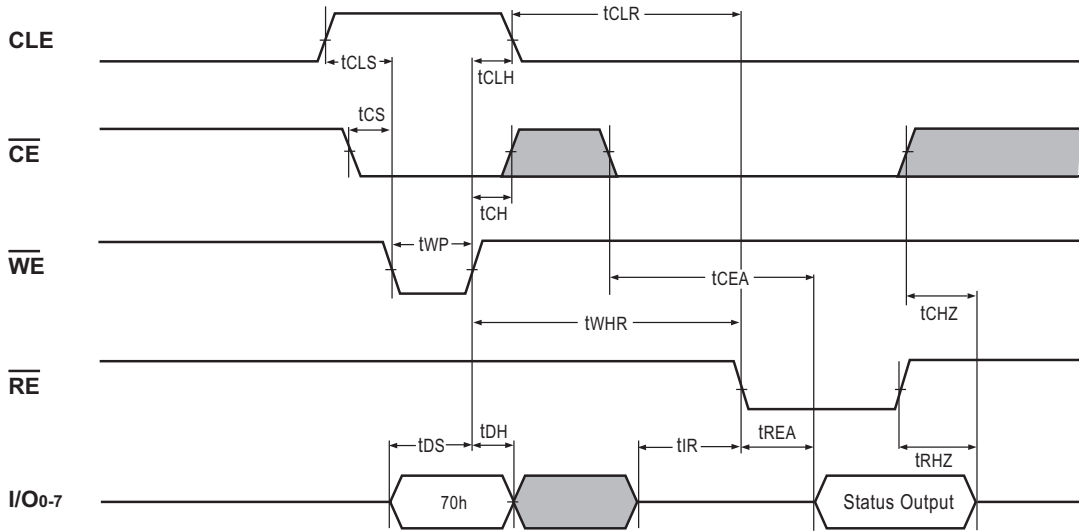 tCLR
CLE
tCLS
tCLH
tCS
CE
tCH
tWP
WE
tCEA
tCHZ
tWHR
RE
tDS
tDH
tIR
tREA
tRHZ
I/O0-7
70h
Status Output